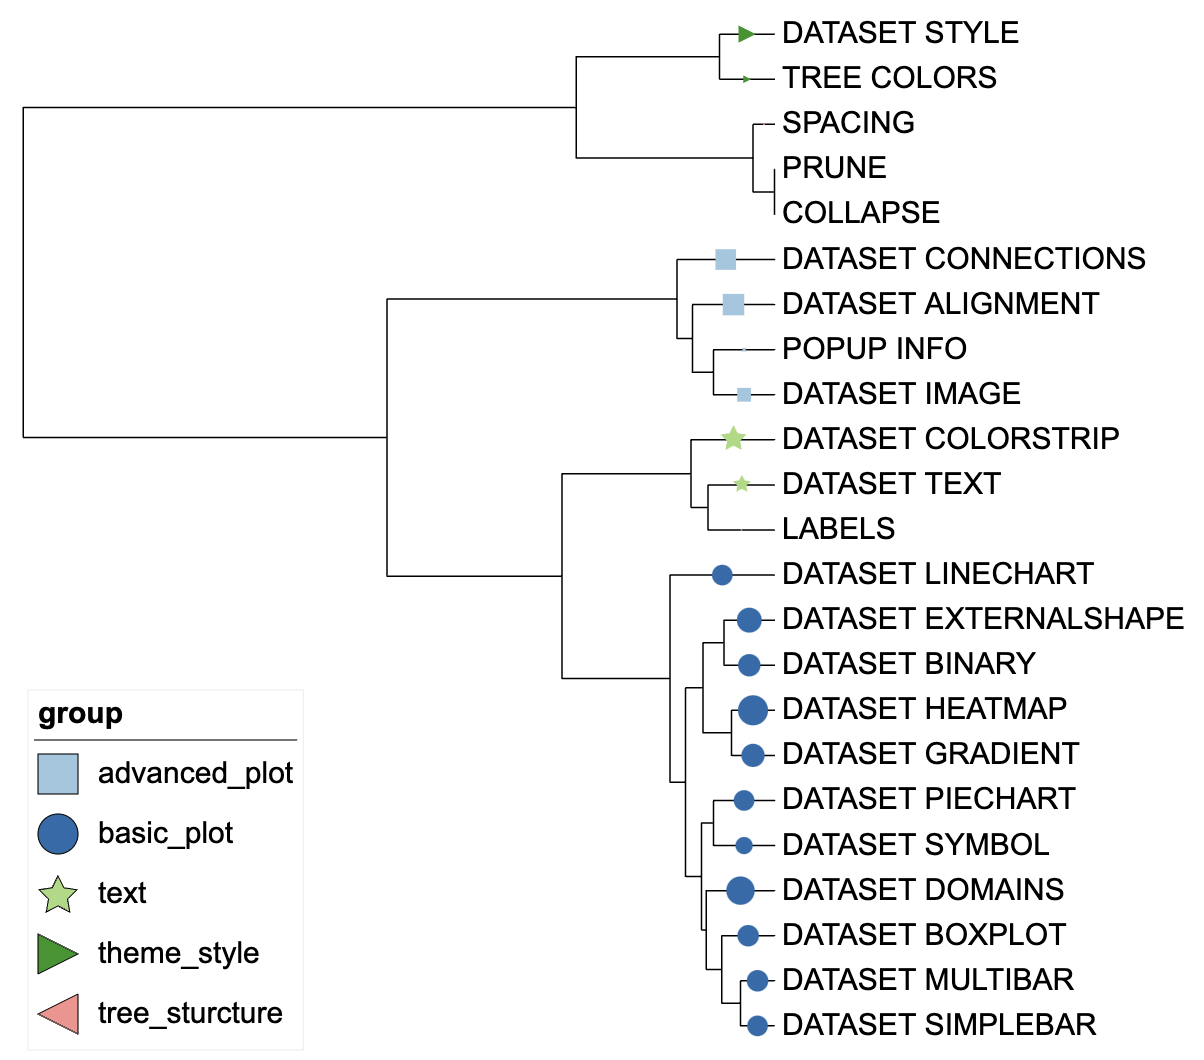 DATASET STYLE
TREE COLORS
SPACING
PRUNE
COLLAPSE
DATASET CONNECTIONS
DATASET ALIGNMENT
POPUP INFO
DATASET IMAGE
DATASET COLORSTRIP
DATASET TEXT
LABELS
DATASET LINECHART
DATASET EXTERNALSHAPE
DATASET BINARY
DATASET HEATMAP
DATASET GRADIENT
DATASET PIECHART
DATASET SYMBOL
DATASET DOMAINS
DATASET BOXPLOT
DATASET MULTIBAR
DATASET SIMPLEBAR
group
advanced_plot
basic_plot
text
theme_style
tree_sturcture